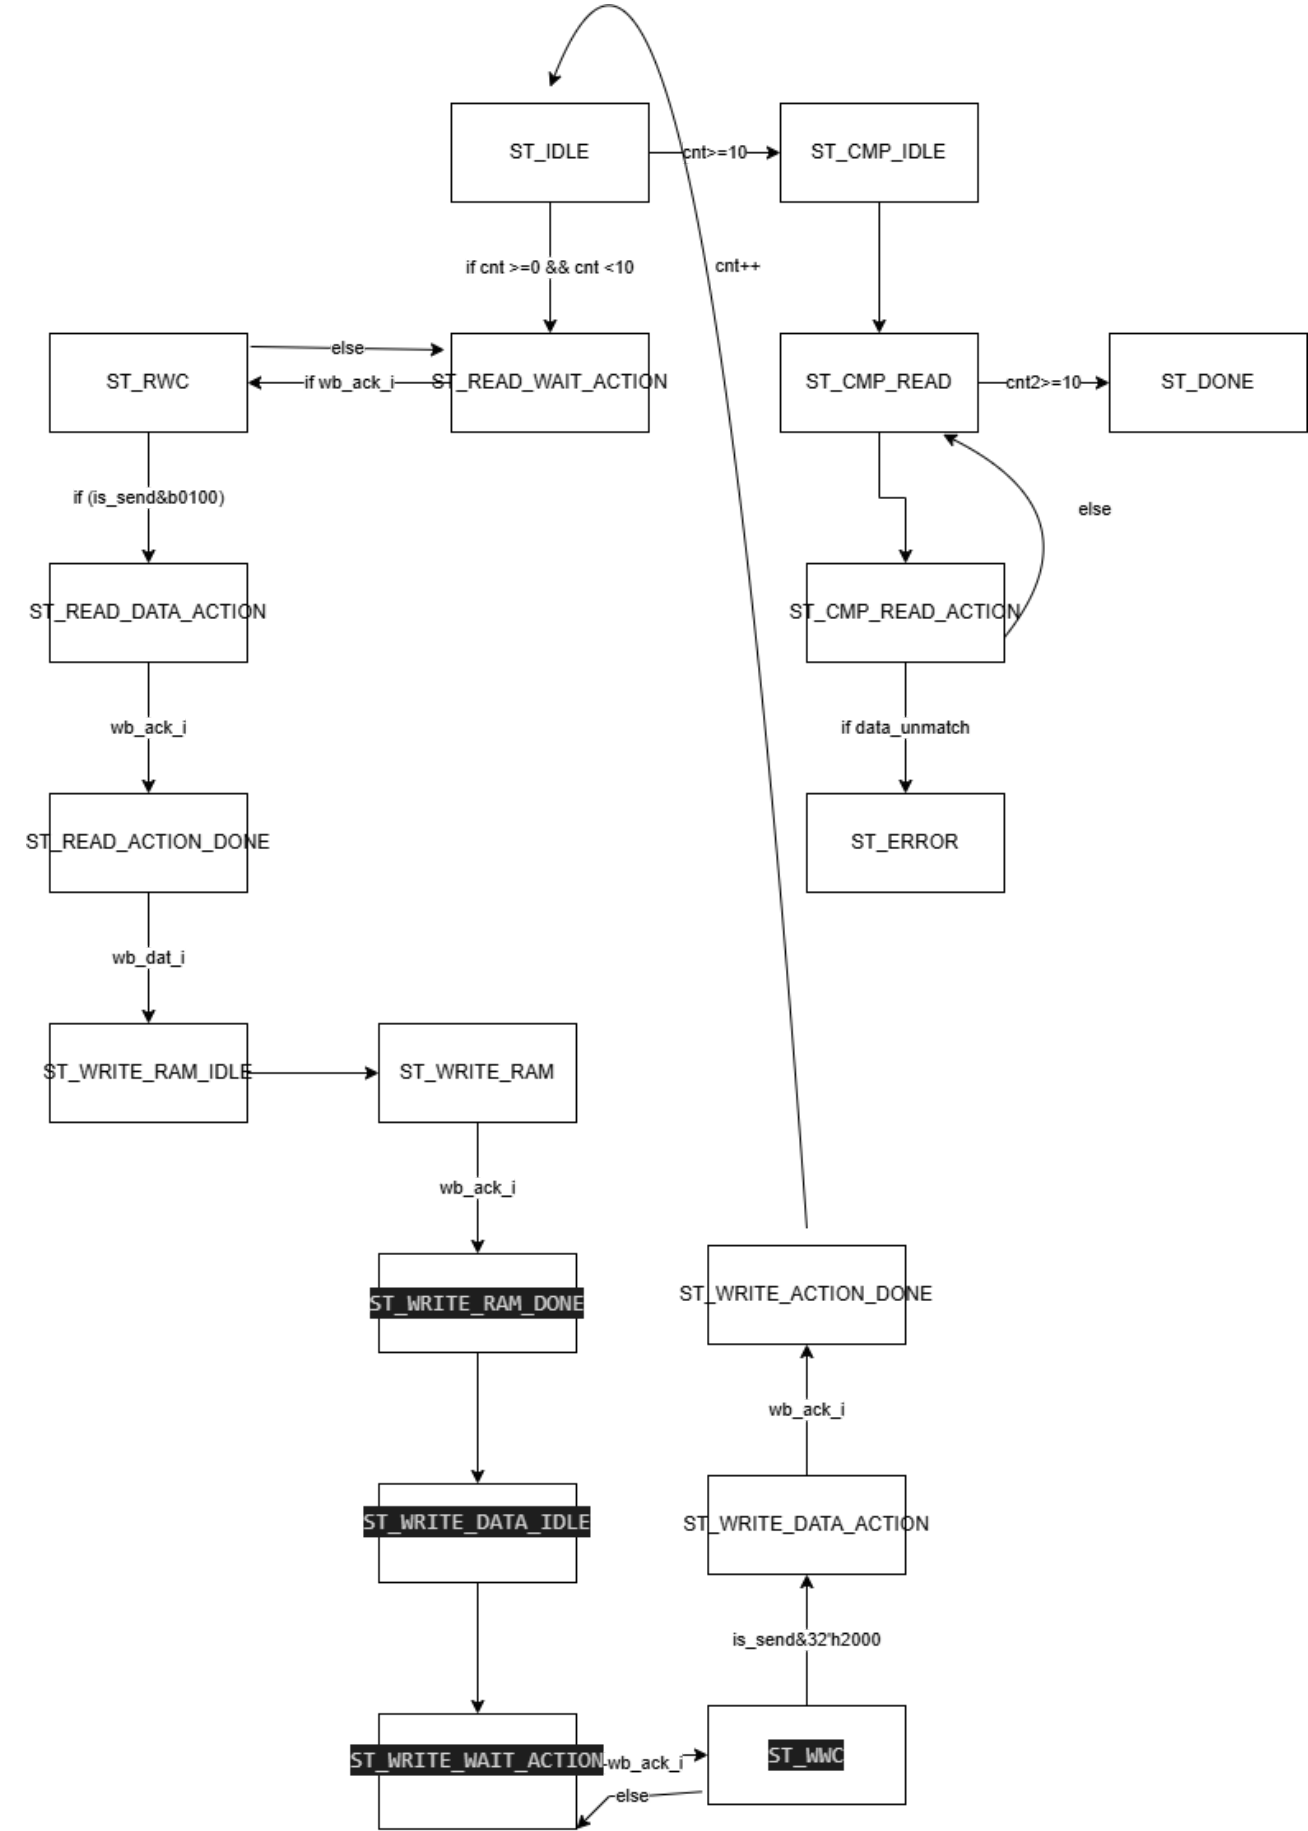 ST_IDLE
cnt>=10
ST_CMP_IDLE
if cnt >=0 && cnt <10
cnt++
ST_RWC
else
if wb_ack_i
ST_READ_WAIT_ACTION
ST_CMP_READ
cnt2>=10
ST_DONE
if (is_send&b0100)
else
ST_READ_DATA_ACTION
ST_CMP_READ_ACTION
wb_ack_i
if data_unmatch
ST_READ_ACTION_DONE
ST_ERROR
wb_dat_i
ST_WRITE_RAM_IDLE
ST_WRITE_RAM
wb_ack_i
ST_WRITE_RAM_DONE
ST_WRITE_ACTION_DONE
wb_ack_i
ST_WRITE_DATA_IDLE
ST_WRITE_DATA_ACTION
is_send&32'h2000
ST_WRITE_WAIT_ACTION
wb_ack_i
ST_WWC
else